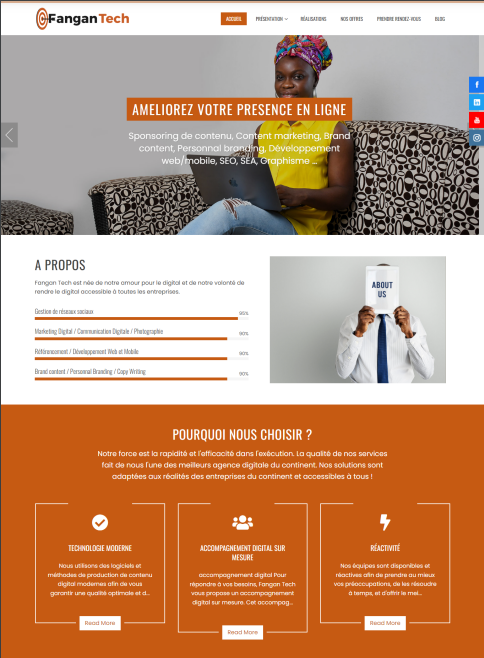 FanganTech
ACCUEIL PRÉSENTATION RÉALISATIONS NOS OFFRES PRENDRE RENDEZ-VOUS BLOG
AMELIOREZ VOTRE PRESENCE EN LIGNE
Sponsoring de contenu, Content marketing, Brand
content, Personnal branding, Développement
web/mobile, SEO, SEA, Graphisme ...
A PROPOS
Fangan Tech est née de notre amour pour le digital et de notre volonté de
rendre le digital accessible à toutes les entreprises.
Gestion de réseaux sociaux
95%
Marketing Digital / Communication Digitale / Photographie
90%
Référencement / Développement Web et Mobile
90%
Brand content / Personnal Branding / Copy Writing
90%
ABOUT
US
POURQUOI NOUS CHOISIR ?
Notre force est la rapidité et l'efficacité dans l'exécution. La qualité de nos services
fait de nous l'une des meilleurs agence digitale du continent. Nos solutions sont
adaptées aux réalités des entreprises du continent et accessibles à tous !
TECHNOLOGIE MODERNE
Nous utilisons des logiciels et
méthodes de production de contenu
digital modernes afin de vous
garantir une qualité optimale et d...
Read More
ACCOMPAGNEMENT DIGITAL SUR
MESURE
accompagnement digital Pour
répondre à vos besoins, Fangan Tech
vous propose un accompagnement
digital sur mesure. Cet accompag...
Read More
RÉACTIVITÉ
Nos équipes sont disponibles et
réactives afin de prendre au mieux
vos préoccupations, de les résoudre
à temps, et d'offrir le mei...
Read More